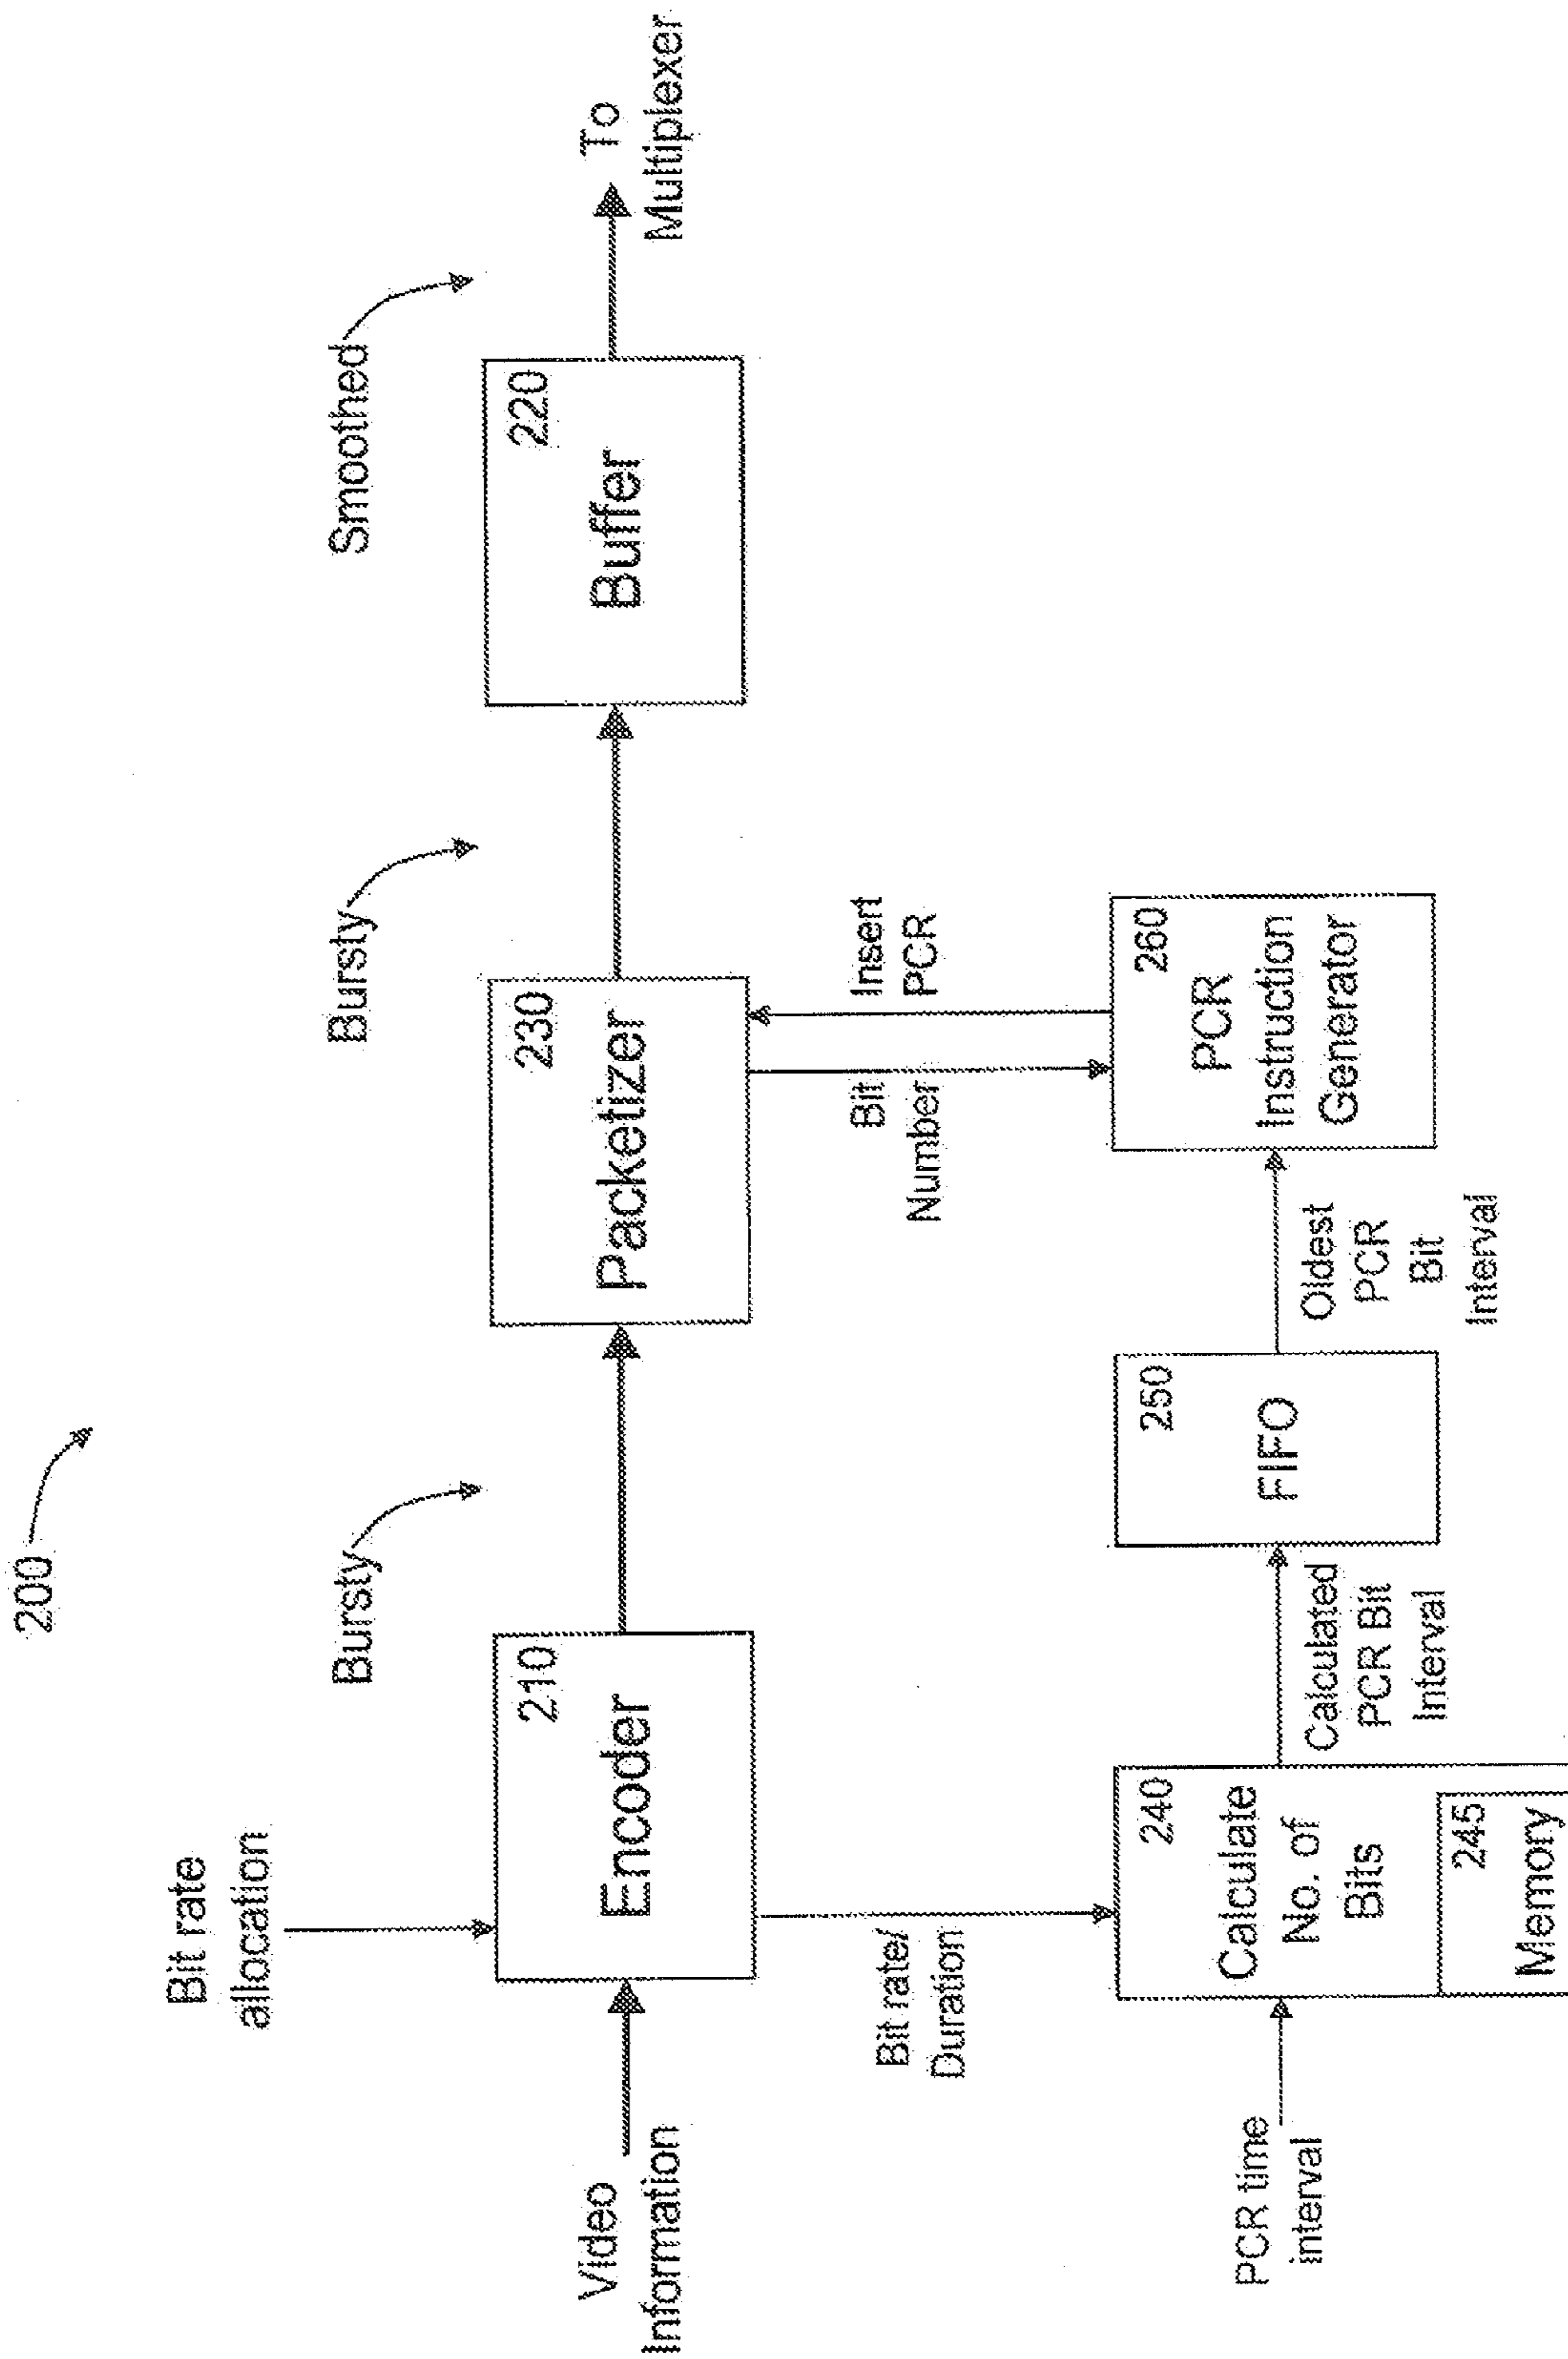 200
Bit rate
allocation
Bursty
Bursty
Smoothed
Video
Information
210
Encoder
230
Packetizer
220
Buffer
To
Multiplexer
Bit rate/
Duration
Bit
Number
Insert
PCR
PCR time
interval
240
Calculate
No. of
Bits
245
Memory
Calculated
PCR Bit
Interval
250
FIFO
Oldest
PCR
Bit
Interval
260
PCR
Instruction
Generator